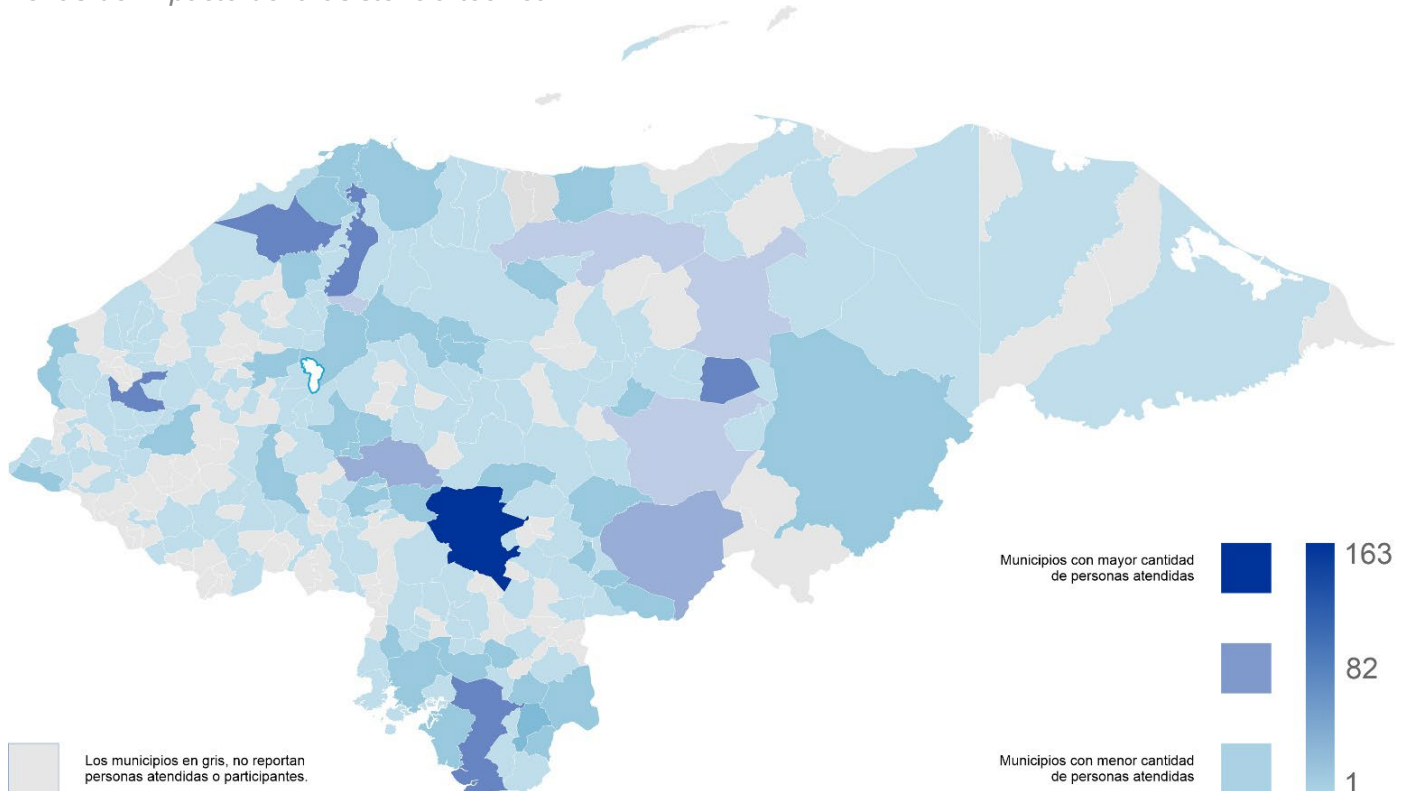 Municipios con mayor cantidad
de personas atendidas
163
82
Los municipios en gris, no reportan
personas atendidas o participantes.
Municipios con menor cantidad
de personas atendidas
1